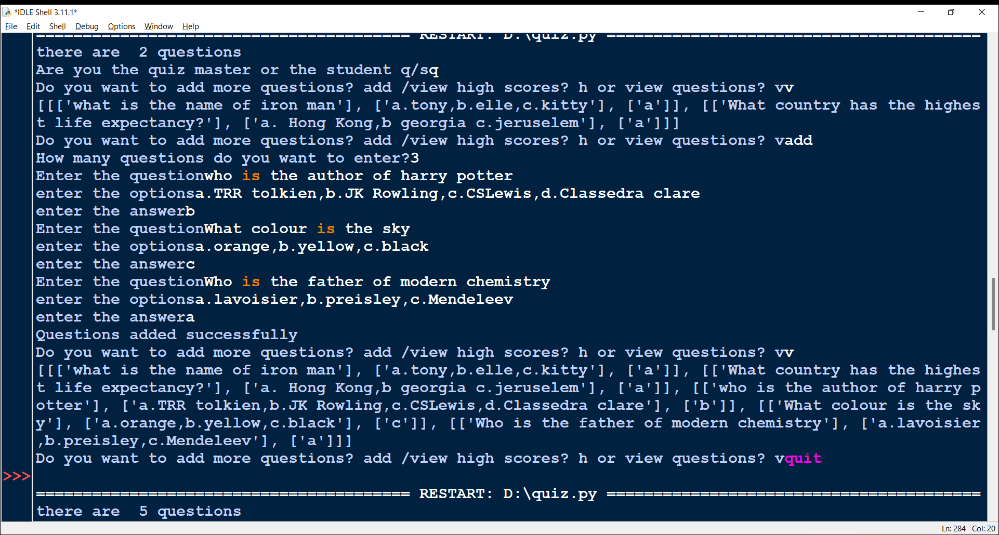 *IDLE Shell 3.11.1*
File Edit Shell Debug Options Window Help
======================================== RESTART: D:\quiz.py ========================================
there are  2 questions
Are you the quiz master or the student q/sq
Do you want to add more questions? add /view high scores? h or view questions? vv
[[['what is the name of iron man'], ['a.tony,b.elle,c.kitty'], ['a']], [['What country has the highes
t life expectancy?'], ['a. Hong Kong,b georgia c.jeruselem'], ['a']]]
Do you want to add more questions? add /view high scores? h or view questions? vadd
How many questions do you want to enter?3
Enter the questionwho is the author of harry potter
enter the optionsa.TRR tolkien,b.JK Rowling,c.CSLewis,d.Classedra clare
enter the answerb
Enter the questionWhat colour is the sky
enter the optionsa.orange,b.yellow,c.black
enter the answerc
Enter the questionWho is the father of modern chemistry
enter the optionsa.lavoisier,b.preisley,c.Mendeleev
enter the answera
Questions added successfully
Do you want to add more questions? add /view high scores? h or view questions? vv
[[['what is the name of iron man'], ['a.tony,b.elle,c.kitty'], ['a']], [['What country has the highes
t life expectancy?'], ['a. Hong Kong,b georgia c.jeruselem'], ['a']], [['who is the author of harry p
otter'], ['a.TRR tolkien,b.JK Rowling,c.CSLewis,d.Classedra clare'], ['b']], [['What colour is the sk
y'], ['a.orange,b.yellow,c.black'], ['c']], [['Who is the father of modern chemistry'], ['a.lavoisier
,b.preisley,c.Mendeleev'], ['a']]]
Do you want to add more questions? add /view high scores? h or view questions? vquit
>>>
======================================== RESTART: D:\quiz.py ========================================
there are  5 questions
Ln: 284 Col: 20